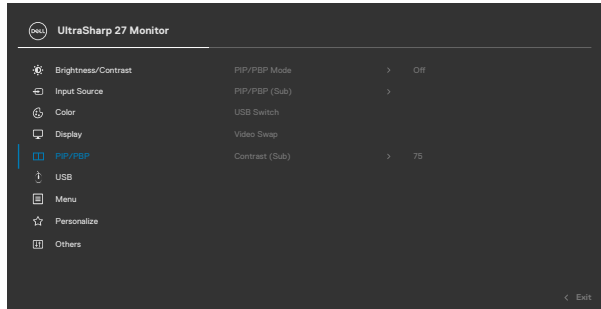 DELL UltraSharp 27 Monitor
Brightness/Contrast PIP/PBP Mode > Off
Input Source PIP/PBP (Sub) >
Color USB Switch
Display Video Swap
PIP/PBP Contrast (Sub) > 75
USB
Menu
Personalize
Others
< Exit